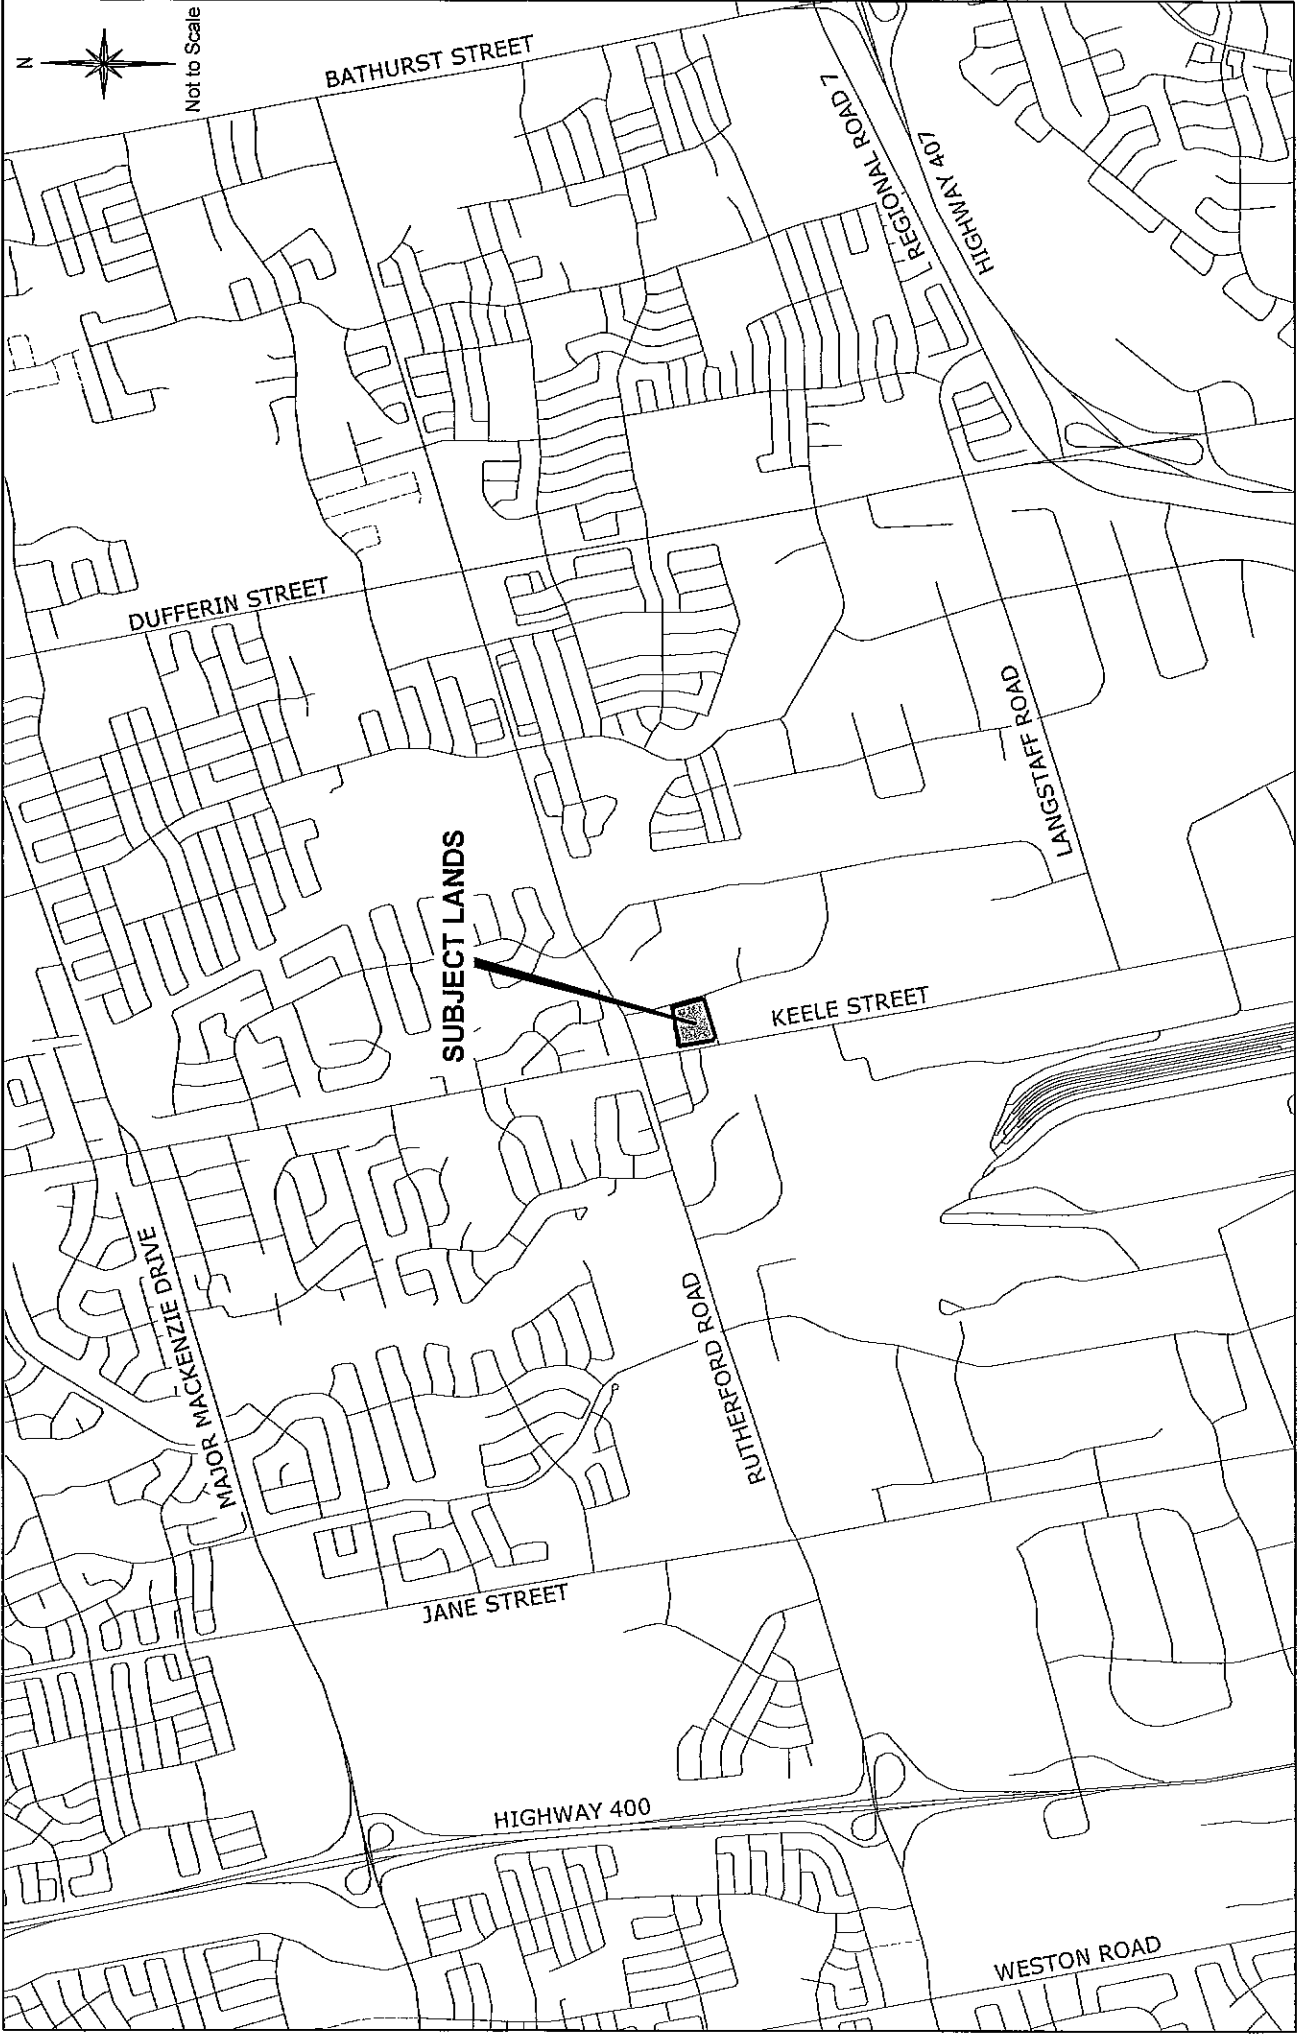 N
Not to Scale
BATHURST STREET
REGIONAL ROAD 7
HIGHWAY 407
DUFFERIN STREET
LANGSTAFF ROAD
SUBJECT LANDS
KEELE STREET
MAJOR MACKENZIE DRIVE
RUTHERFORD ROAD
JANE STREET
HIGHWAY 400
WESTON ROAD